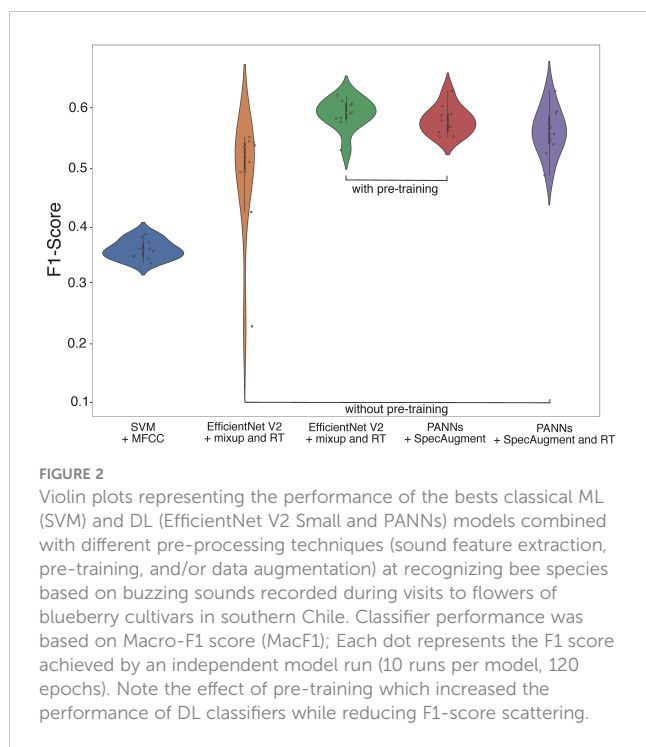 F1-Score
0.6
0.5
0.4
0.3
0.2
0.1
with pre-training
without pre-training
SVM
+ MFCC
EfficientNet V2
+ mixup and RT
EfficientNet V2
+ mixup and RT
PANNs
+ SpecAugment
PANNs
+ SpecAugment and RT
FIGURE 2
Violin plots representing the performance of the bests classical ML
(SVM) and DL (EfficientNet V2 Small and PANNs) models combined
with different pre-processing techniques (sound feature extraction,
pre-training, and/or data augmentation) at recognizing bee species
based on buzzing sounds recorded during visits to flowers of
blueberry cultivars in southern Chile. Classifier performance was
based on Macro-F1 score (MacF1); Each dot represents the F1 score
achieved by an independent model run (10 runs per model, 120
epochs). Note the effect of pre-training which increased the
performance of DL classifiers while reducing F1-score scattering.